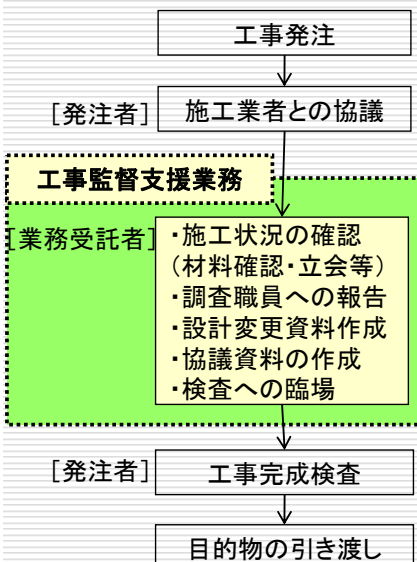 工事発注
[発注者]
施工業者との協議
工事監督支援業務
[業務受託者]
・施工状況の確認
(材料確認・立会等)
・調査職員への報告
・設計変更資料作成
・協議資料の作成
・検査への臨場
[発注者]
工事完成検査
目的物の引き渡し